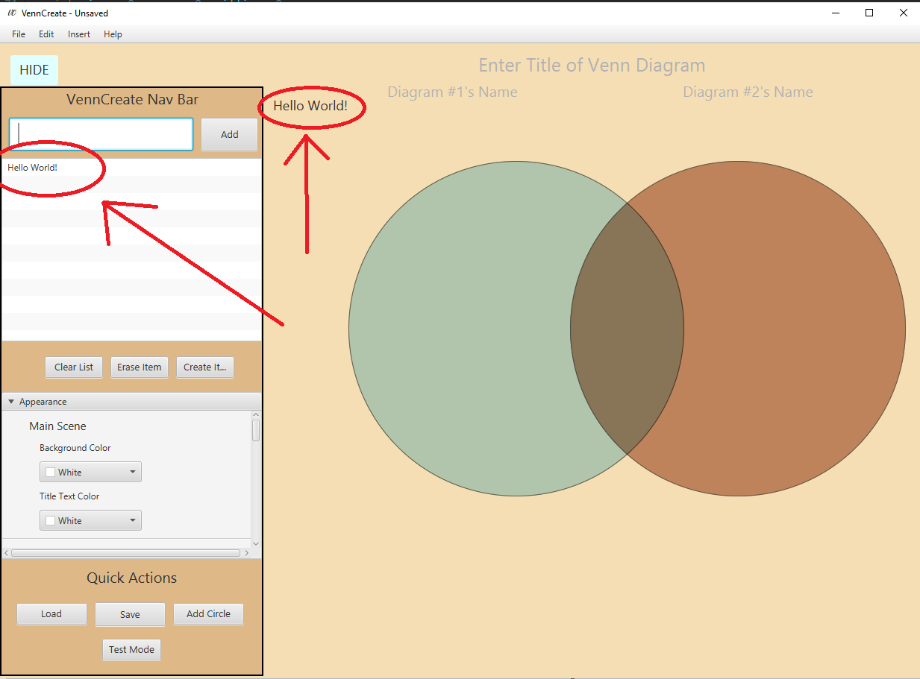 VennCreate - Unsaved
File Edit Insert Help
HIDE
Enter Title of Venn Diagram
Diagram #1's Name
Diagram #2's Name
VennCreate Nav Bar
Hello World!
Add
Hello World!
Clear List
Erase Item
Create It...
Appearance
Main Scene
Background Color
White
Title Text Color
White
Quick Actions
Load
Save
Add Circle
Test Mode